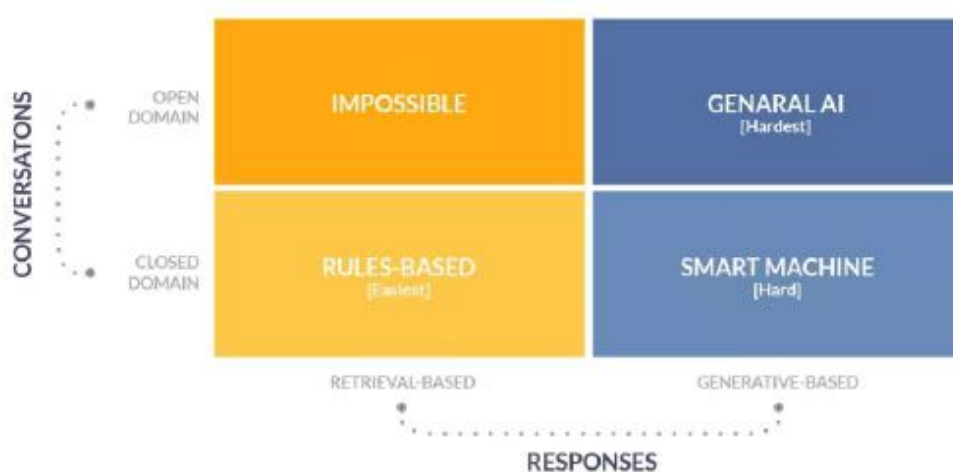 CONVERSATONS
OPEN
DOMAIN
IMPOSSIBLE
GENARAL AI
[Hardest]
CLOSED
DOMAIN
RULES-BASED
[Easiest]
SMART MACHINE
[Hard]
RETRIEVAL-BASED
GENERATIVE-BASED
RESPONSES